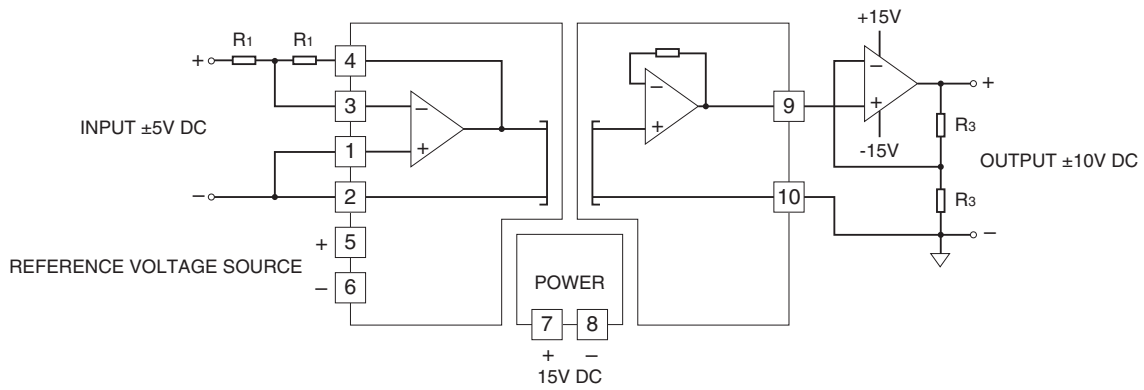 R1
R1
+
4
3
1
2
−
INPUT ±5V DC
−
+
REFERENCE VOLTAGE SOURCE
+
5
−
6
POWER
7
8
+
−
15V DC
−
+
9
10
+15V
−
+
-15V
+
R3
OUTPUT ±10V DC
R3
−